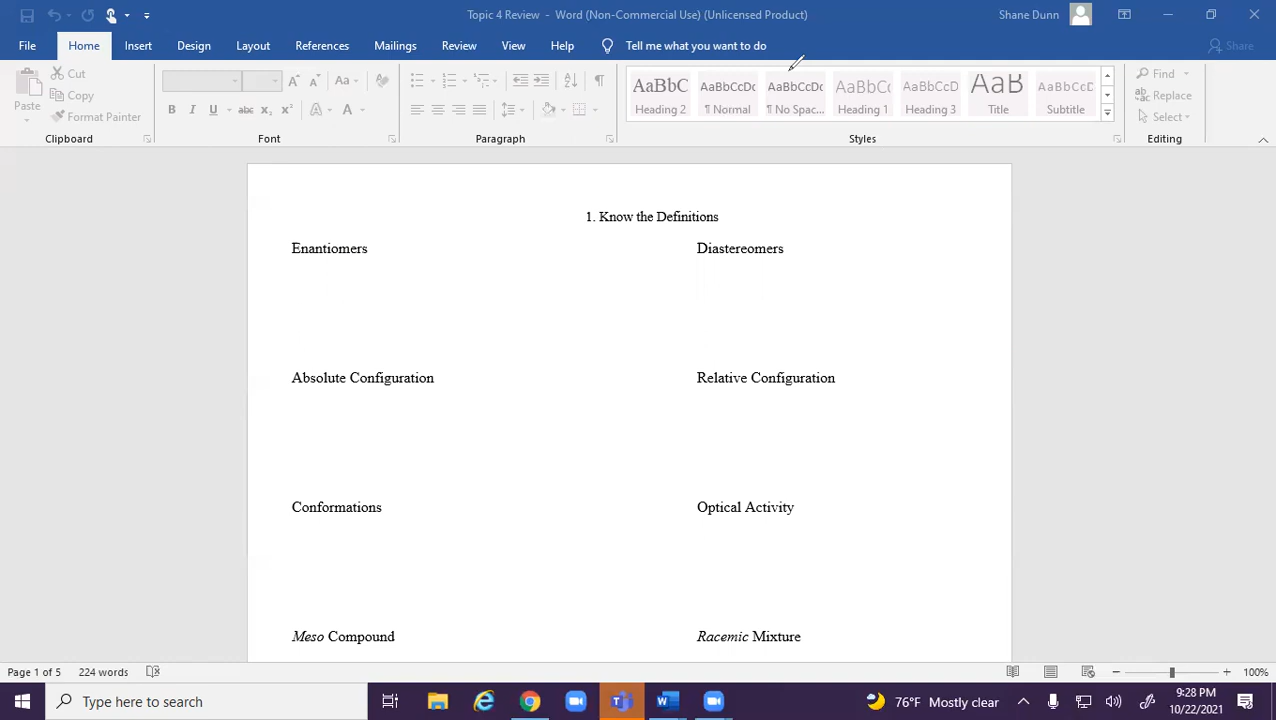 Topic 4 Review - Word (Non-Commercial Use) (Unlicensed Product)
Shane Dunn
File Home Insert Design Layout References Mailings Review View Help Tell me what you want to do Share
Paste
Cut
Copy
Format Painter
Clipboard
Aa
B I U abc x₂ x² A A
Font
Paragraph
AaBbC AaBbCcDc AaBbCcDc AaBbCc AaBbCcD AaB AaBbCcD
Heading 2 ¶ Normal ¶ No Spac... Heading 1 Heading 3 Title Subtitle
Styles
Find
Replace
Select
Editing
1. Know the Definitions
Enantiomers Diastereomers
Absolute Configuration Relative Configuration
Conformations Optical Activity
Meso Compound Racemic Mixture
Page 1 of 5 224 words 100%
Type here to search
76°F Mostly clear
9:28 PM
10/22/2021